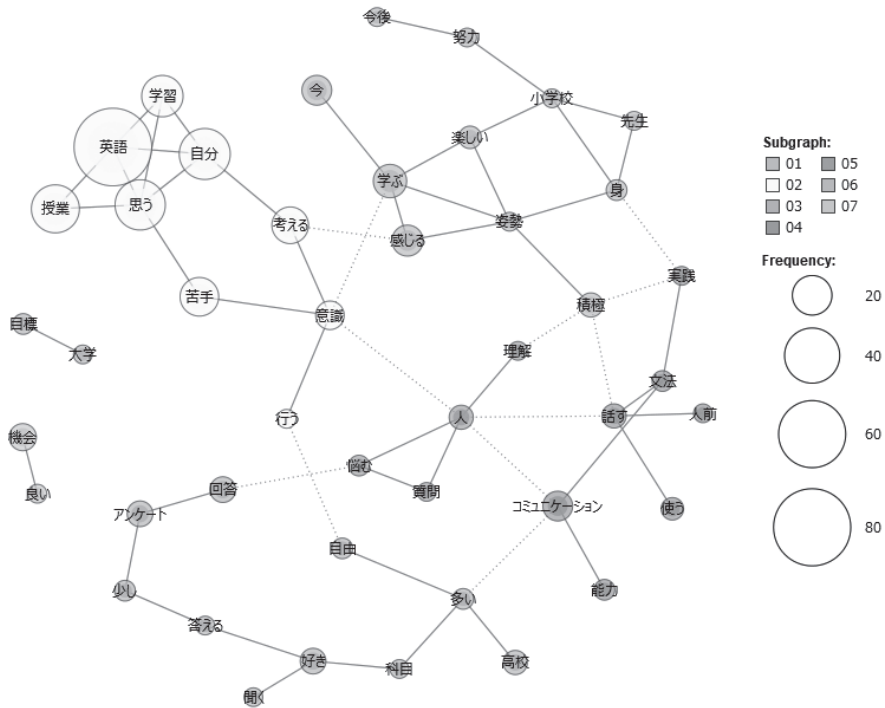 今後
努力
学習
今
小学校
先生
楽しい
英語
自分
学ぶ
身
授業
思う
姿勢
考える
感じる
実践
苦手
積極
意識
目標
大学
理解
文法
行う
人
話す
人前
機会
悩む
質問
良い
回答
アンケート
コミュニケーション
使う
自由
少し
多い
能力
答える
好き
科目
高校
聞く
Subgraph:
01 05
02 06
03 07
04
Frequency:
20
40
60
80